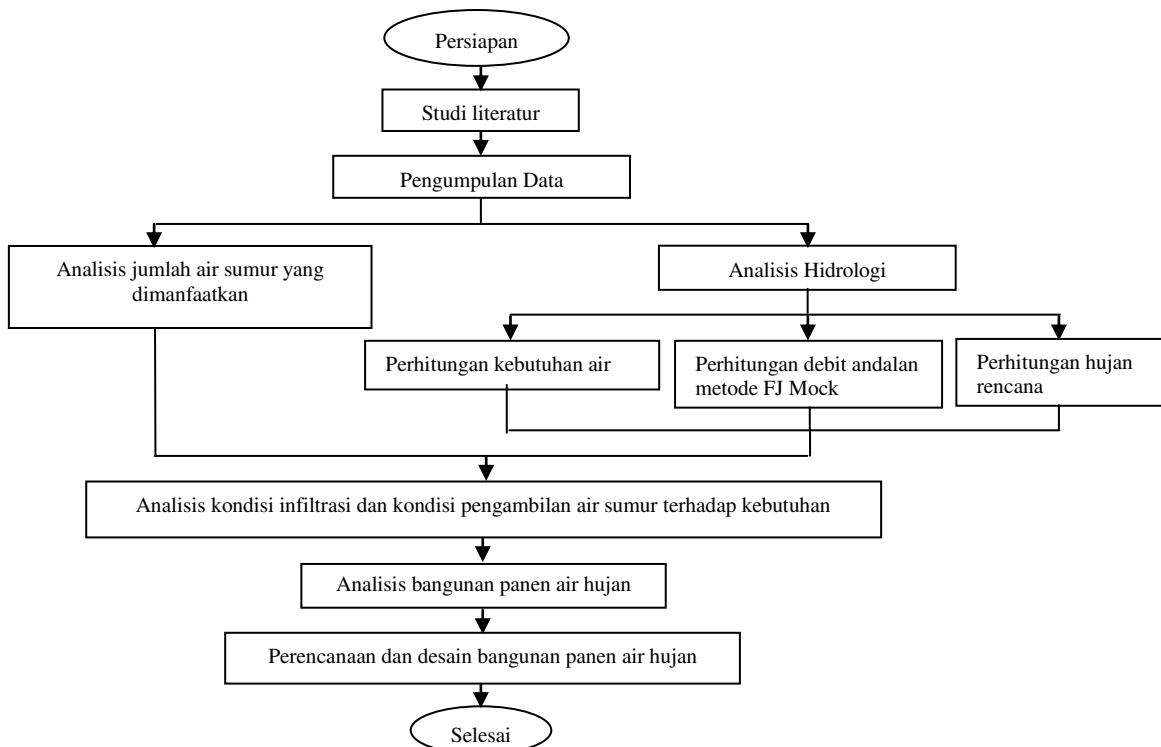 Persiapan
Studi literatur
Pengumpulan Data
Analisis jumlah air sumur yang
dimanfaatkan
Analisis Hidrologi
Perhitungan kebutuhan air
Perhitungan debit andalan
metode FJ Mock
Perhitungan hujan
rencana
Analisis kondisi infiltrasi dan kondisi pengambilan air sumur terhadap kebutuhan
Analisis bangunan panen air hujan
Perencanaan dan desain bangunan panen air hujan
Selesai